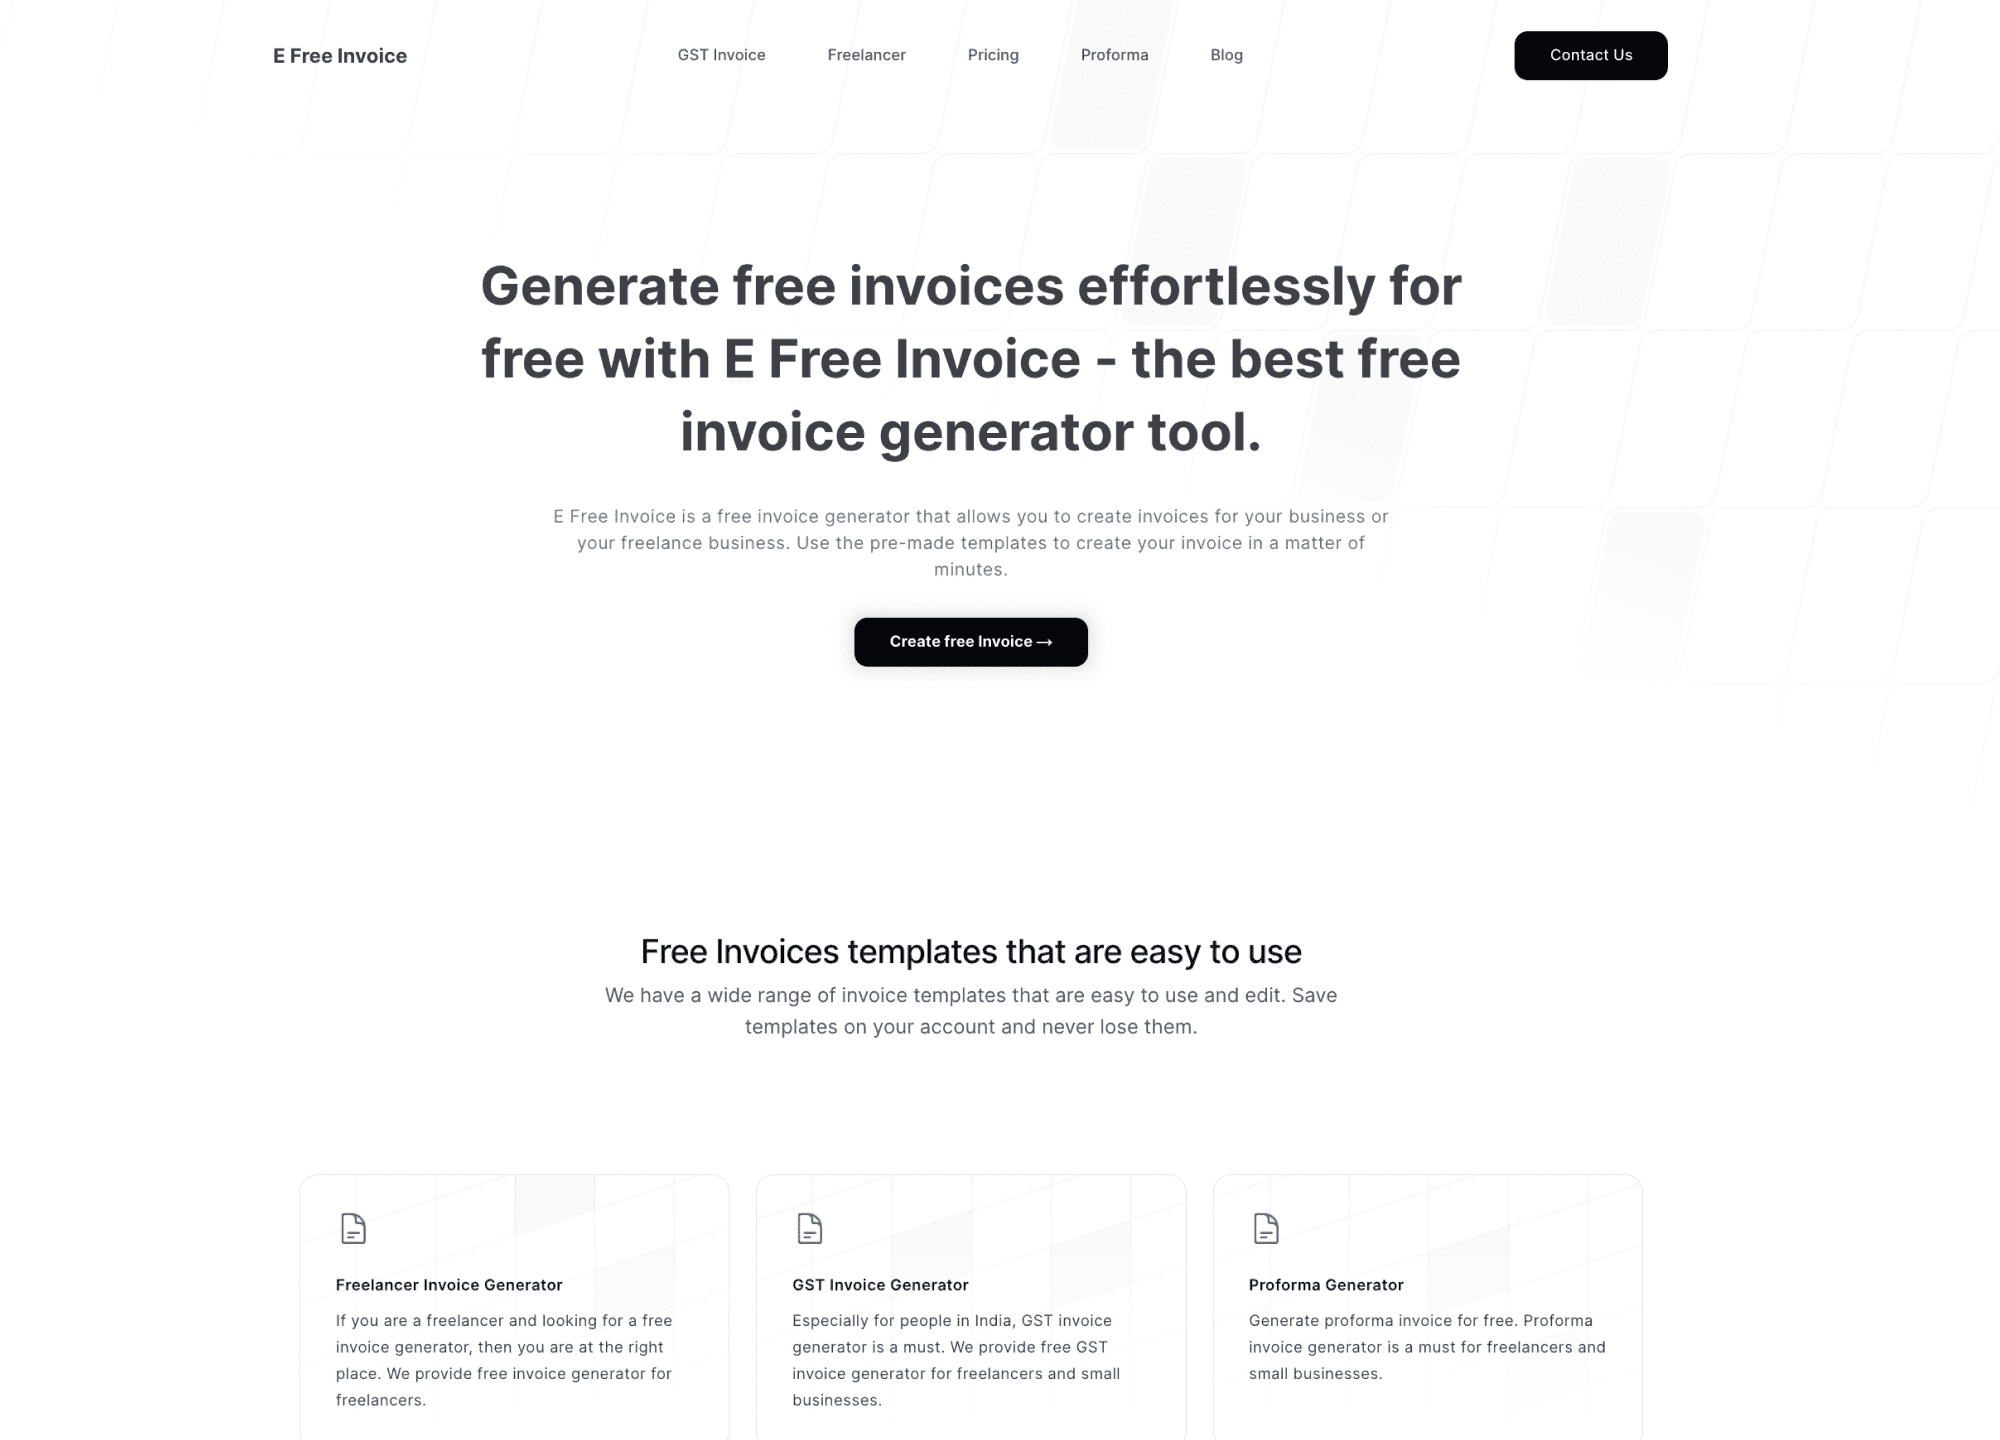 E Free Invoice
GST Invoice
Freelancer
Pricing
Proforma
Blog
Contact Us
Generate free invoices effortlessly for
free with E Free Invoice - the best free
invoice generator tool.
E Free Invoice is a free invoice generator that allows you to create invoices for your business or
your freelance business. Use the pre-made templates to create your invoice in a matter of
minutes.
Create free Invoice →
Free Invoices templates that are easy to use
We have a wide range of invoice templates that are easy to use and edit. Save
templates on your account and never lose them.
Freelancer Invoice Generator
If you are a freelancer and looking for a free
invoice generator, then you are at the right
place. We provide free invoice generator for
freelancers.
GST Invoice Generator
Especially for people in India, GST invoice
generator is a must. We provide free GST
invoice generator for freelancers and small
businesses.
Proforma Generator
Generate proforma invoice for free. Proforma
invoice generator is a must for freelancers and
small businesses.